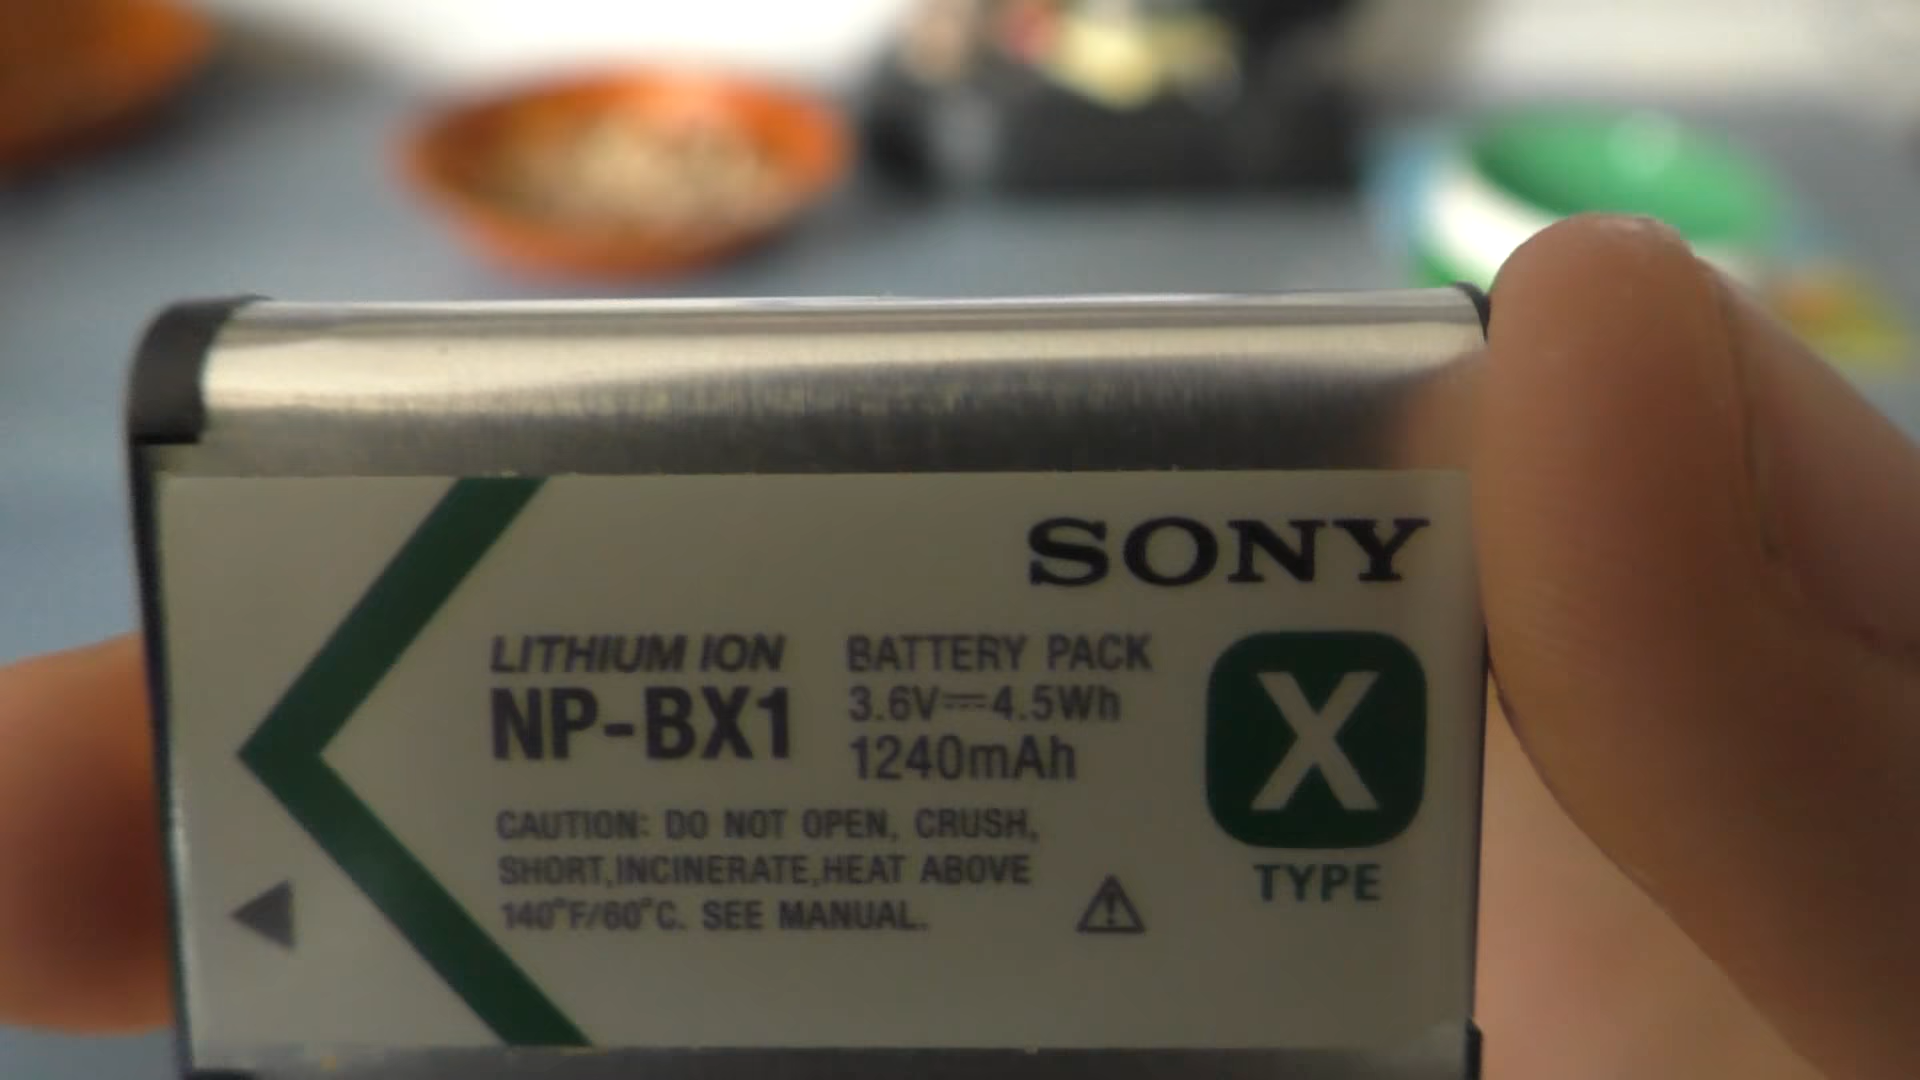 SONY
LITHIUM ION
NP-BX1
BATTERY PACK
3.6V⎓4.5Wh
1240mAh
X
TYPE
CAUTION: DO NOT OPEN, CRUSH,
SHORT,INCINERATE,HEAT ABOVE
140°F/60°C. SEE MANUAL.